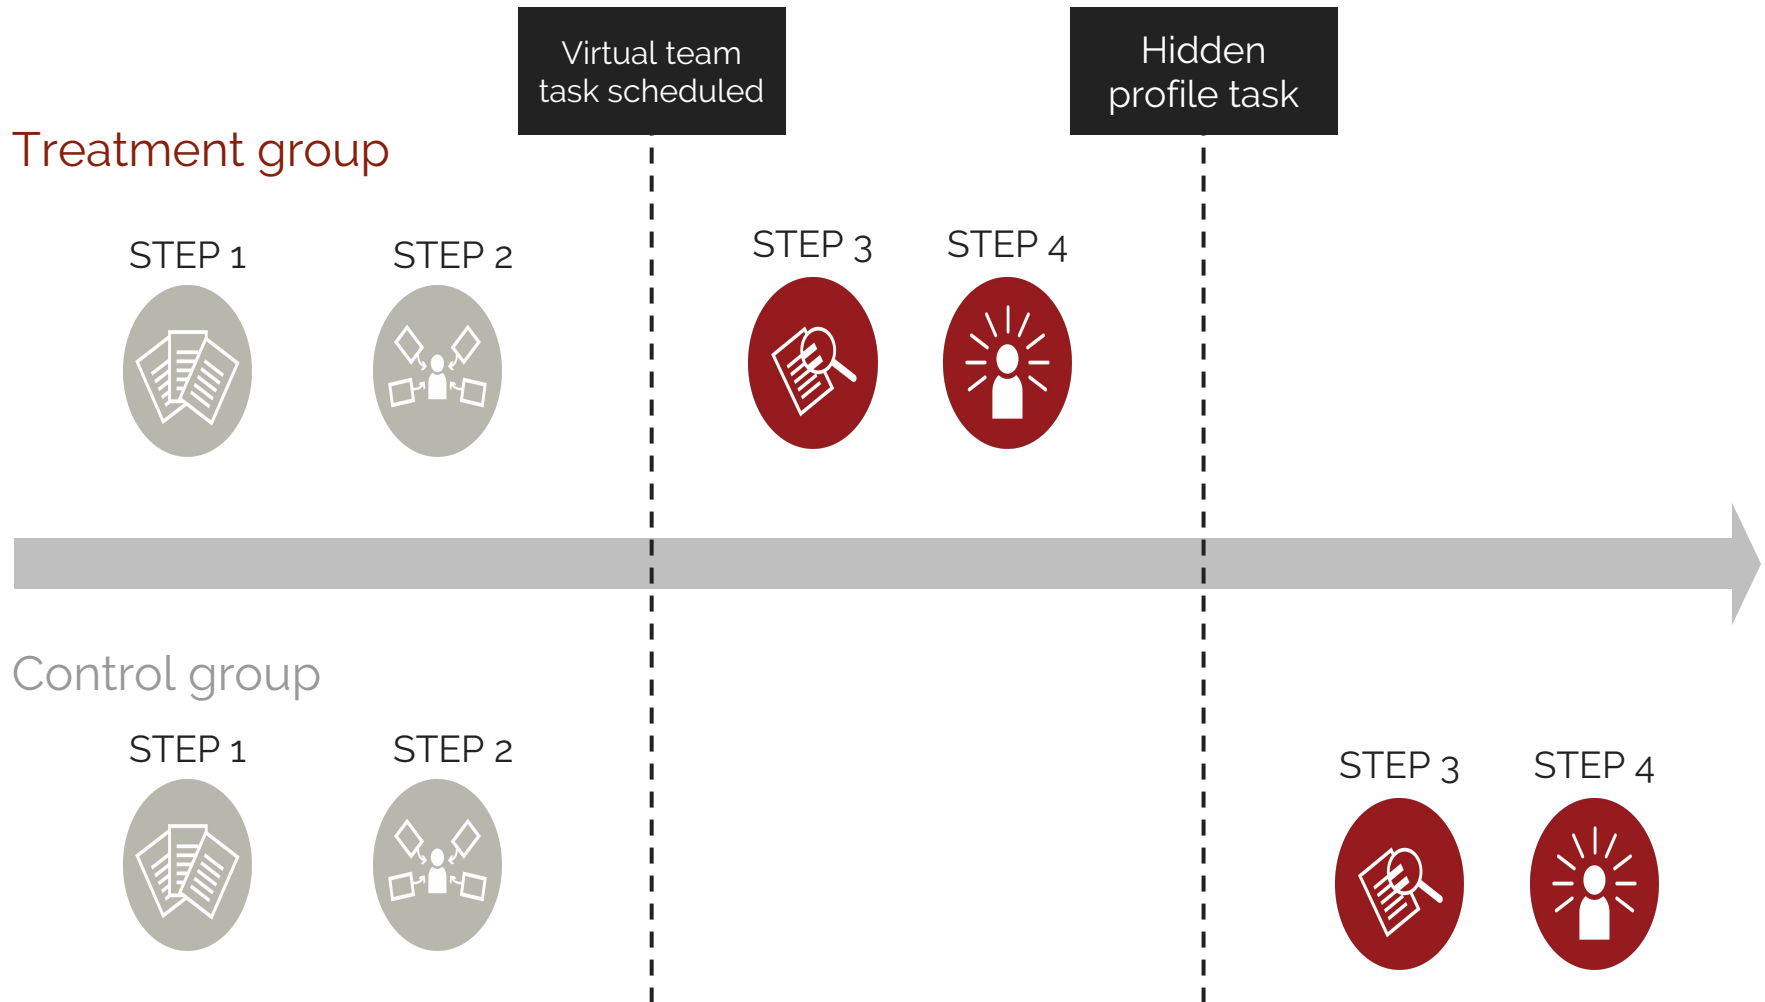 Virtual team
task scheduled
Hidden
profile task
Treatment group
STEP 1
STEP 2
STEP 3
STEP 4
Control group
STEP 1
STEP 2
STEP 3
STEP 4